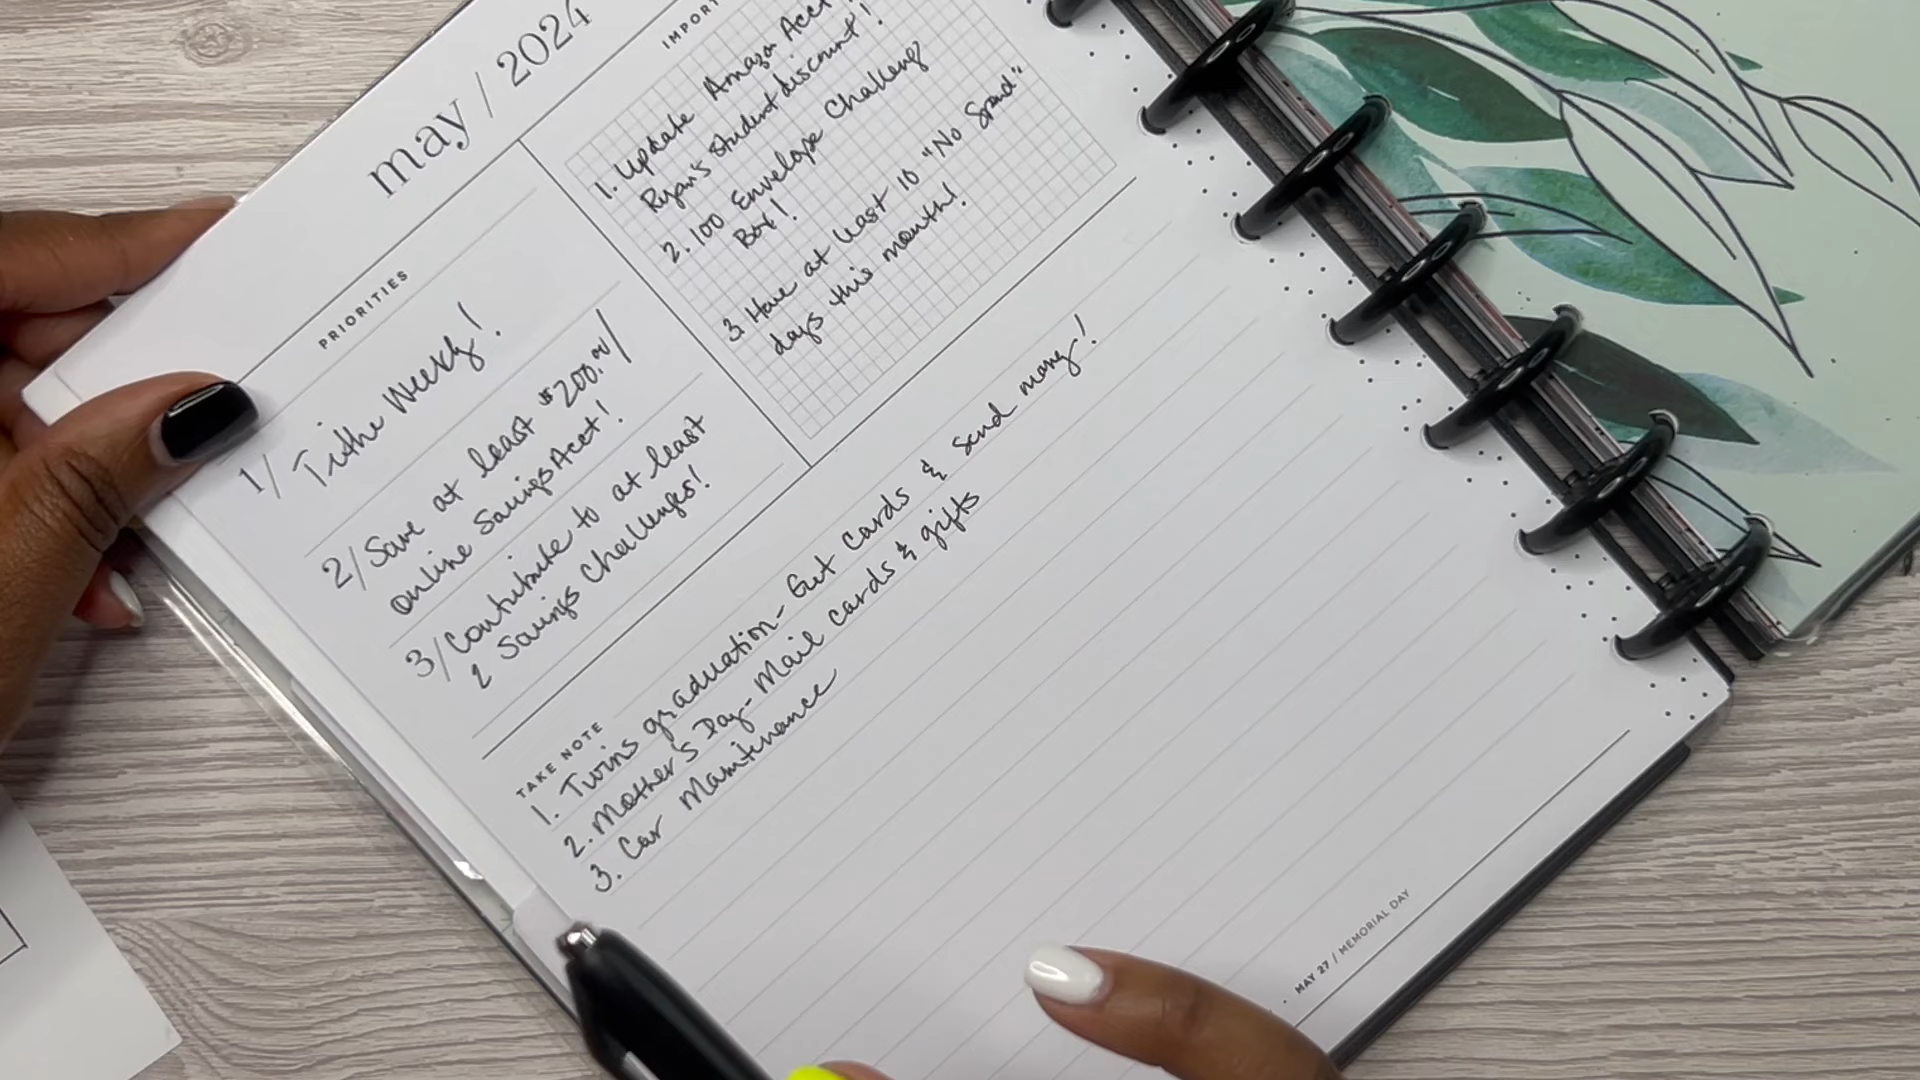 may / 2024
PRIORITIES
1/ Tithe Weekly!
2/ Save at least $200.00/
online Savings Acct!
3/ Contribute to at least
2 Savings Challenges!
IMPORT
1. Update Amazon Acct
Ryan's student discount!
2. 100 Envelope Challeng
Box!
3. Have at least 10 "No Spend"
days this month!
TAKE NOTE
1. Twins graduation - Get Cards & Send money!
2. Mother's Day - Mail cards & gifts
3. Car Maintenance
MAY 27 / MEMORIAL DAY